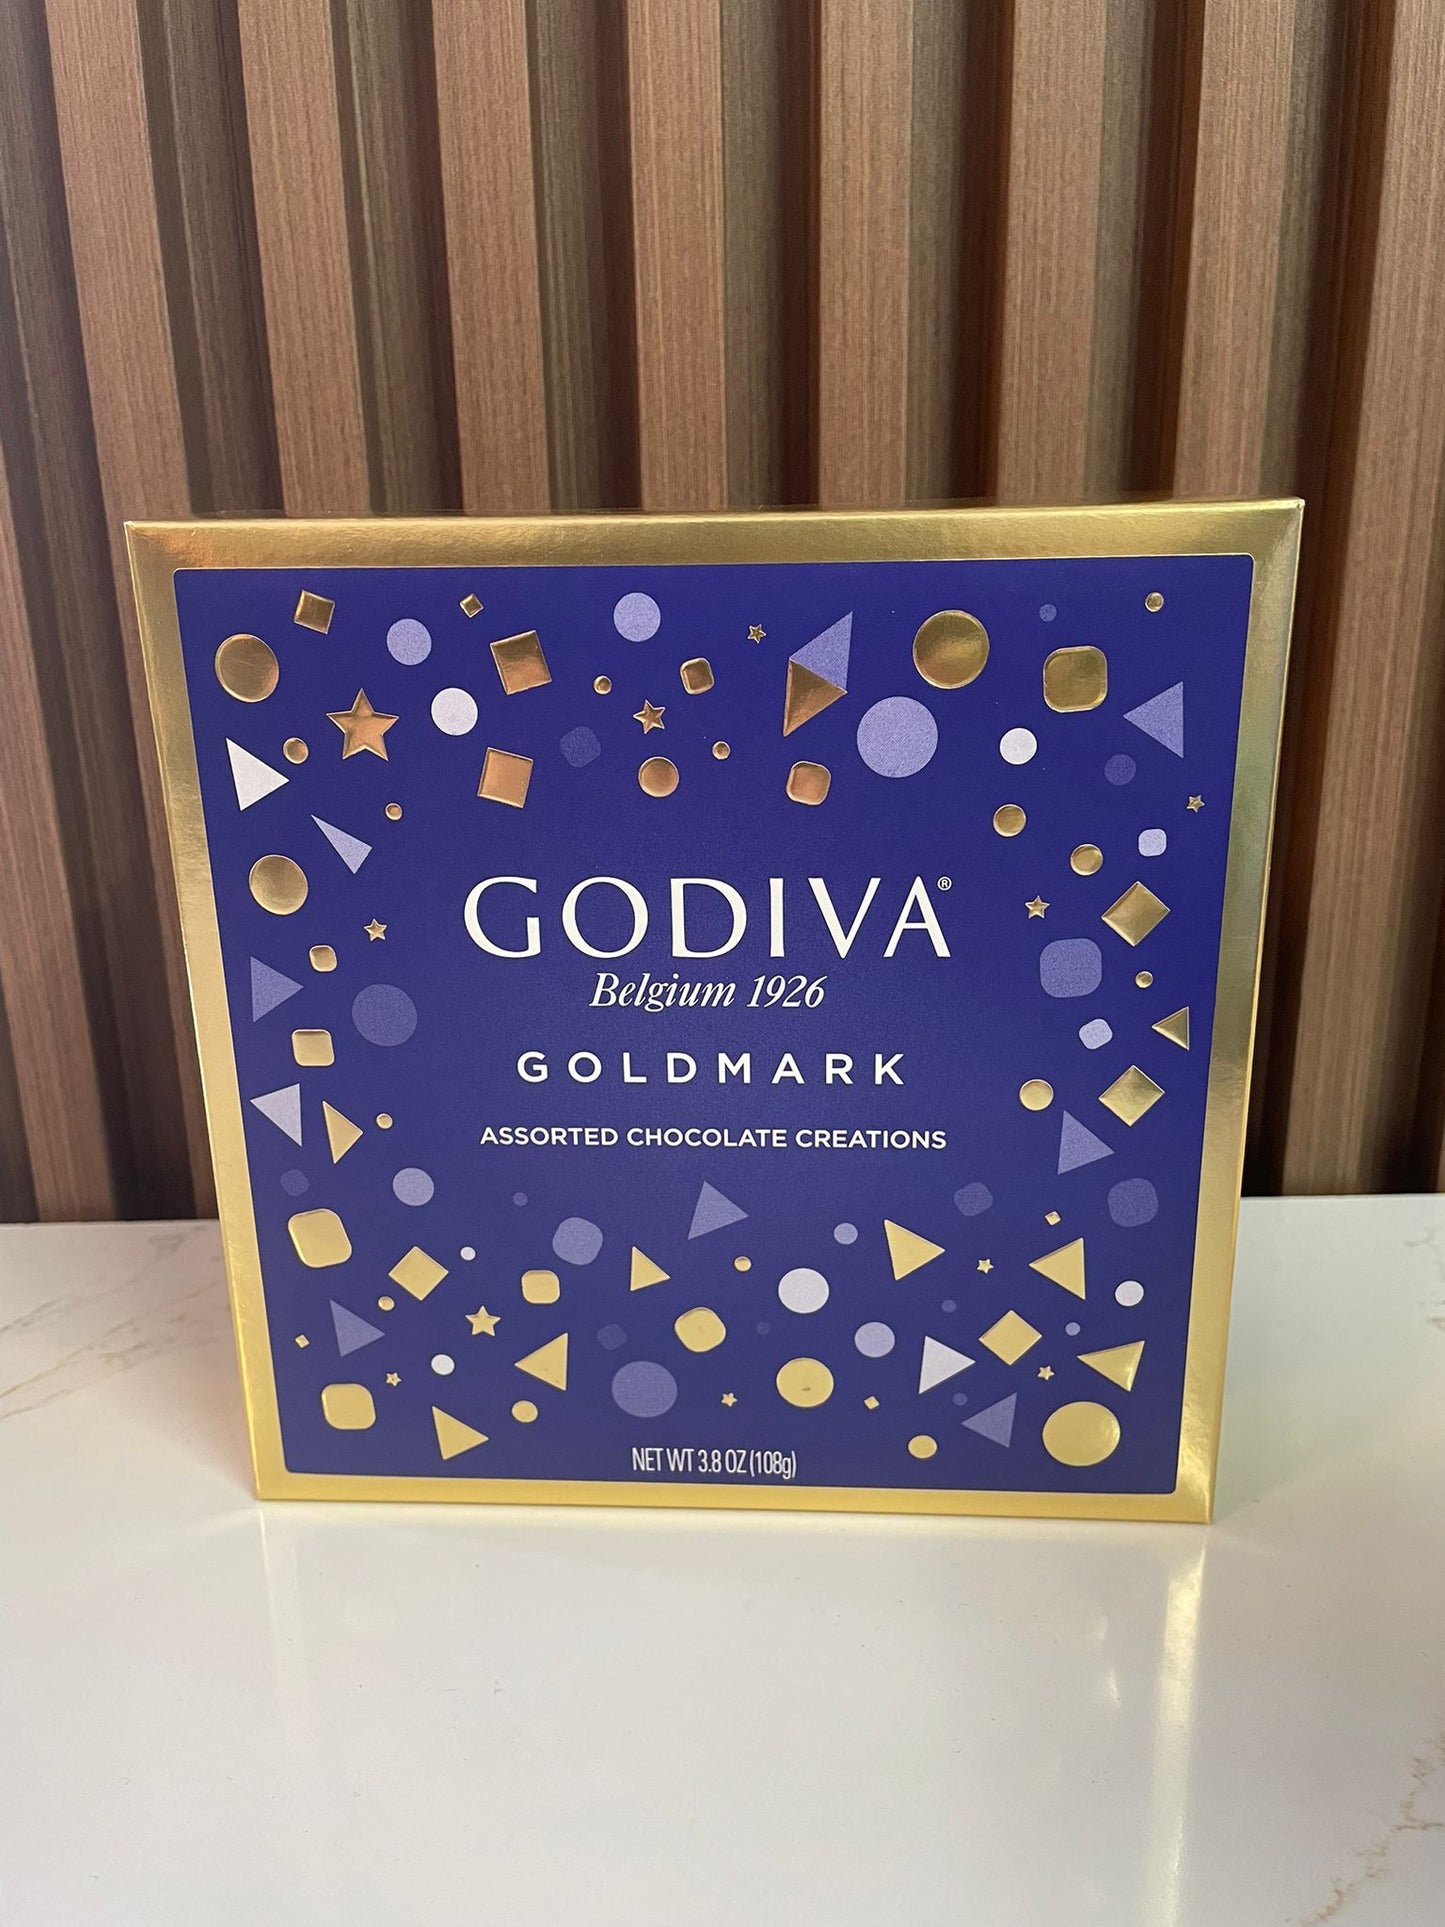 GODIVA®
Belgium 1926
GOLDMARK
ASSORTED CHOCOLATE CREATIONS
NET WT 3.8 OZ (108g)